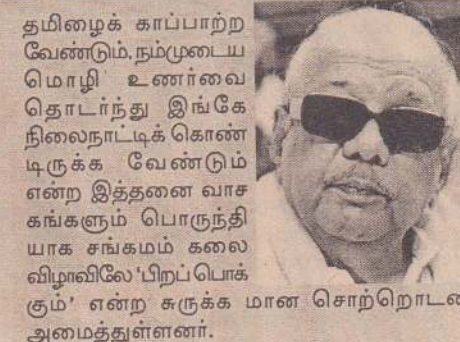 தமிழைக் காப்பாற்ற
வேண்டும். நம்முடைய
மொழி உணர்வை
தொடர்ந்து இங்கே
நிலைநாட்டிக் கொண்
டிருக்க வேண்டும்
என்ற இத்தனை வாச
கங்களும் பொருந்தி
யாக சங்கமம் கலை
விழாவிலே 'பிறப்பொக்
கும்' என்ற சுருக்க மான சொற்றொடரை
அமைத்துள்ளனர்.